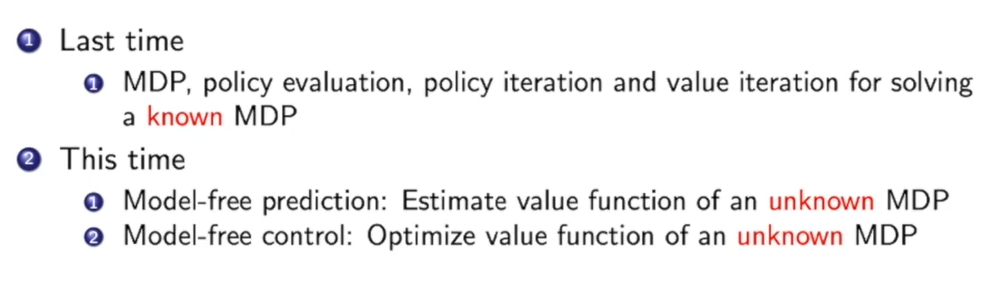 1 Last time
1 MDP, policy evaluation, policy iteration and value iteration for solving
a known MDP
2 This time
1 Model-free prediction: Estimate value function of an unknown MDP
2 Model-free control: Optimize value function of an unknown MDP